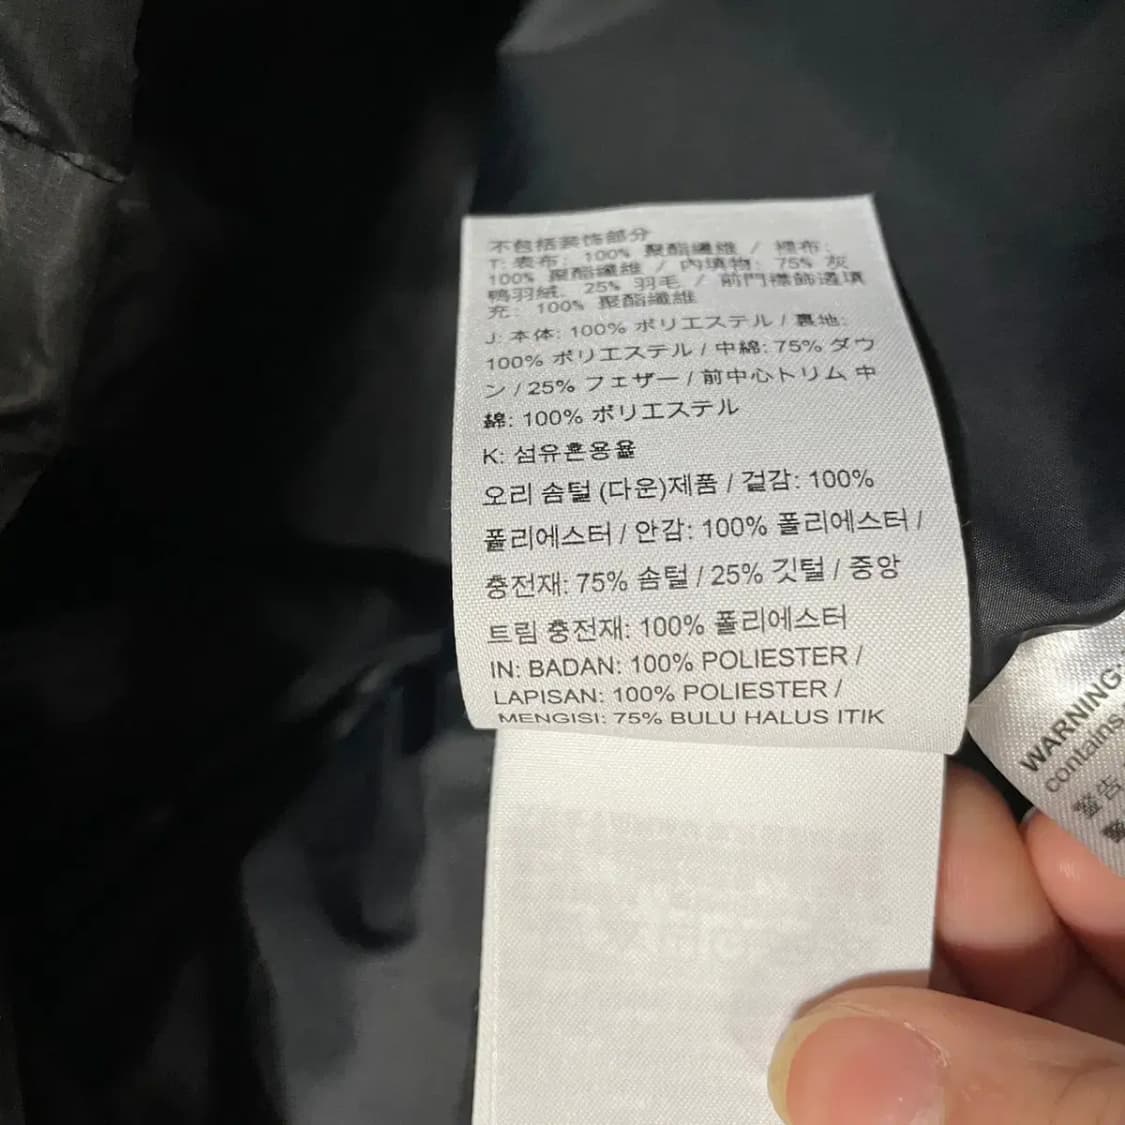 不包括装饰部分
T: 表布: 100% 聚酯纖維 / 裡布:
100% 聚酯纖維 / 內填物: 75% 灰
鸭羽絨, 25% 羽毛 / 前門襟飾邊填
充: 100% 聚酯纖維
J: 本体: 100% ポリエステル / 裏地:
100% ポリエステル / 中綿: 75% ダウ
ン / 25% フェザー / 前中心トリム 中
綿: 100% ポリエステル
K: 섬유혼용율
오리 솜털 (다운)제품 / 겉감: 100%
폴리에스터 / 안감: 100% 폴리에스터 /
충전재: 75% 솜털 / 25% 깃털 / 중앙
트림 충전재: 100% 폴리에스터
IN: BADAN: 100% POLIESTER /
LAPISAN: 100% POLIESTER /
MENGISI: 75% BULU HALUS ITIK
WARNING:
contains
警告